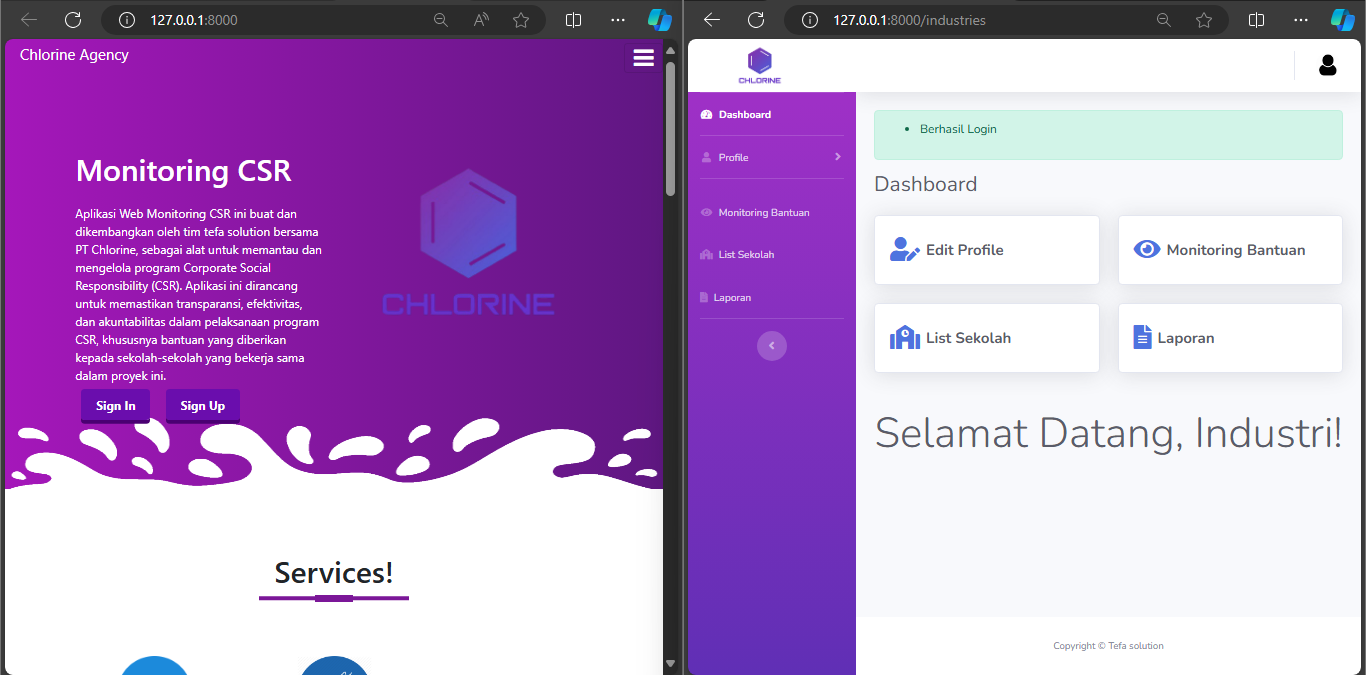 127.0.0.1:8000
Chlorine Agency
Monitoring CSR
Aplikasi Web Monitoring CSR ini buat dan
dikembangkan oleh tim tefa solution bersama
PT Chlorine, sebagai alat untuk memantau dan
mengelola program Corporate Social
Responsibility (CSR). Aplikasi ini dirancang
untuk memastikan transparansi, efektivitas,
dan akuntabilitas dalam pelaksanaan program
CSR, khususnya bantuan yang diberikan
kepada sekolah-sekolah yang bekerja sama
dalam proyek ini.
Sign In
Sign Up
CHLORINE
Services!
127.0.0.1:8000/industries
CHLORINE
Dashboard
Profile
Monitoring Bantuan
List Sekolah
Laporan
Berhasil Login
Dashboard
Edit Profile
Monitoring Bantuan
List Sekolah
Laporan
Selamat Datang, Industri!
Copyright © Tefa solution